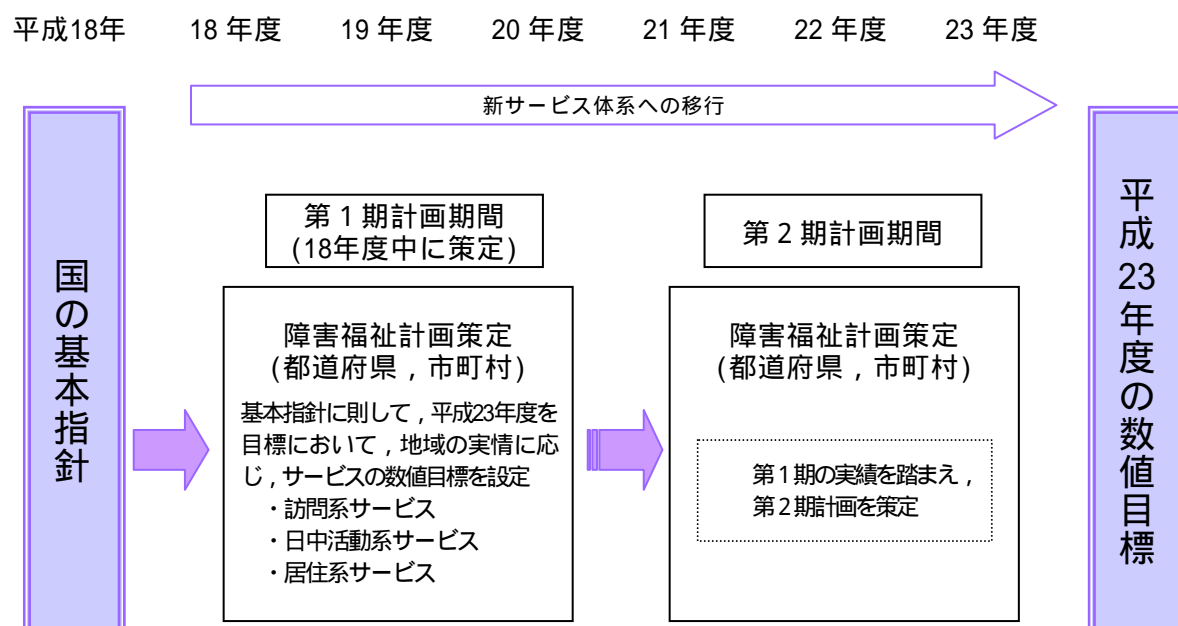 平成18年 18 年度 19 年度 20 年度 21 年度 22 年度 23 年度
新サービス体系への移行
国の基本指針
第1期計画期間
(18年度中に策定)
障害福祉計画策定
(都道府県，市町村)
基本指針に則して，平成23年度を
目標において，地域の実情に応
じ，サービスの数値目標を設定
・訪問系サービス
・日中活動系サービス
・居住系サービス
第2期計画期間
障害福祉計画策定
(都道府県，市町村)
第1期の実績を踏まえ，
第2期計画を策定
平成23年度の数値目標